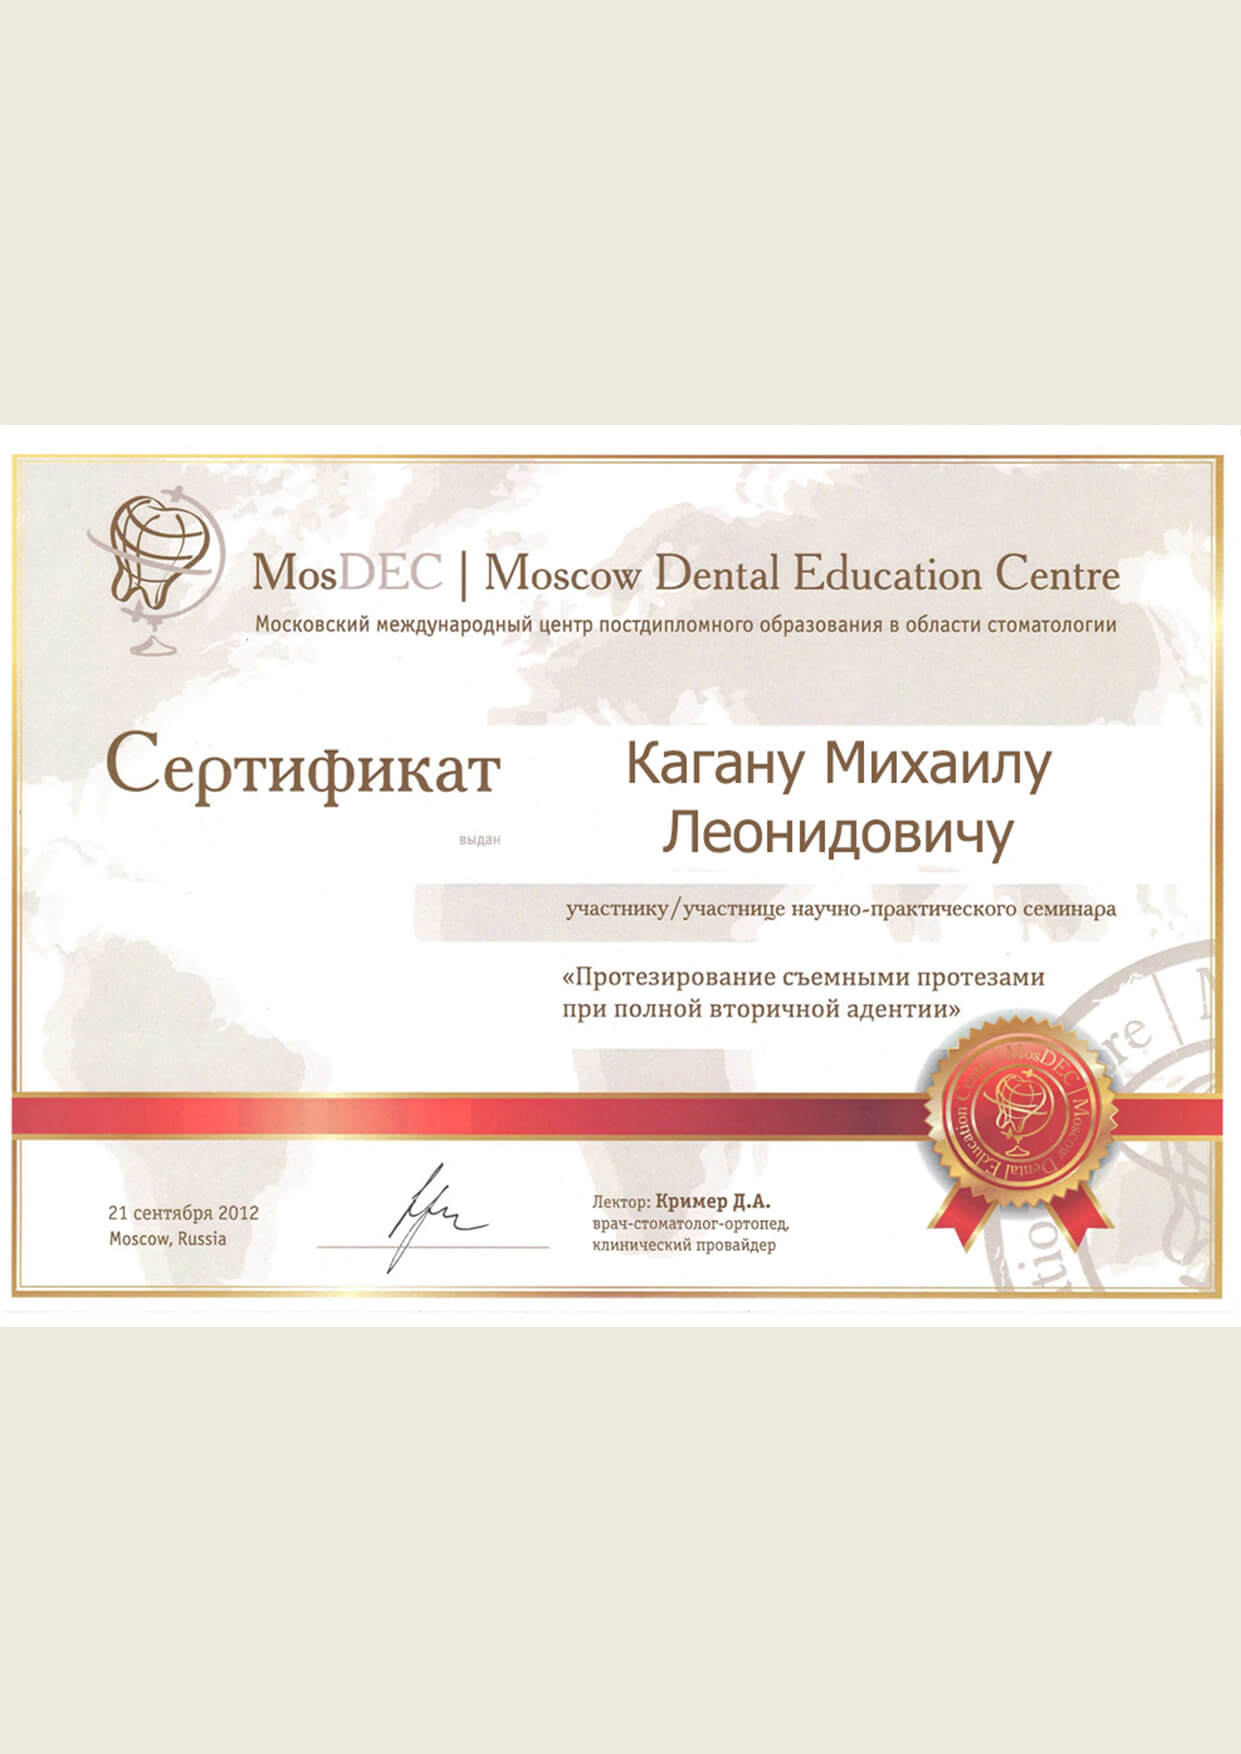 MosDEC | Moscow Dental Education Centre
Московский международный центр постдипломного образования в области стоматологии
Сертификат
выдан
Кагану Михаилу
Леонидовичу
участнику/участнице научно-практического семинара
«Протезирование съемными протезами
при полной вторичной адентии»
MosDEC | Moscow Dental Education Centre
21 сентября 2012
Moscow, Russia
Лектор: Кример Д.А.
врач-стоматолог-ортопед,
клинический провайдер